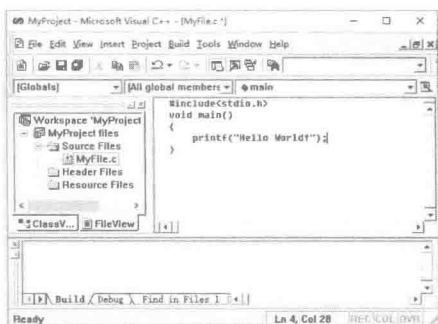 MyProject - Microsoft Visual C++ - [MyFile.c *]
File Edit View Insert Project Build Tools Window Help
(Globals) [All global members main
Workspace 'MyProject
MyProject files
Source Files
MyFile.c
Header Files
Resource Files
ClassV... FileView
#include<stdio.h>
void main()
{
printf("Hello World!");
}
Build Debug Find in Files 1
Ready Ln 4, Col 28 REC COL OVR